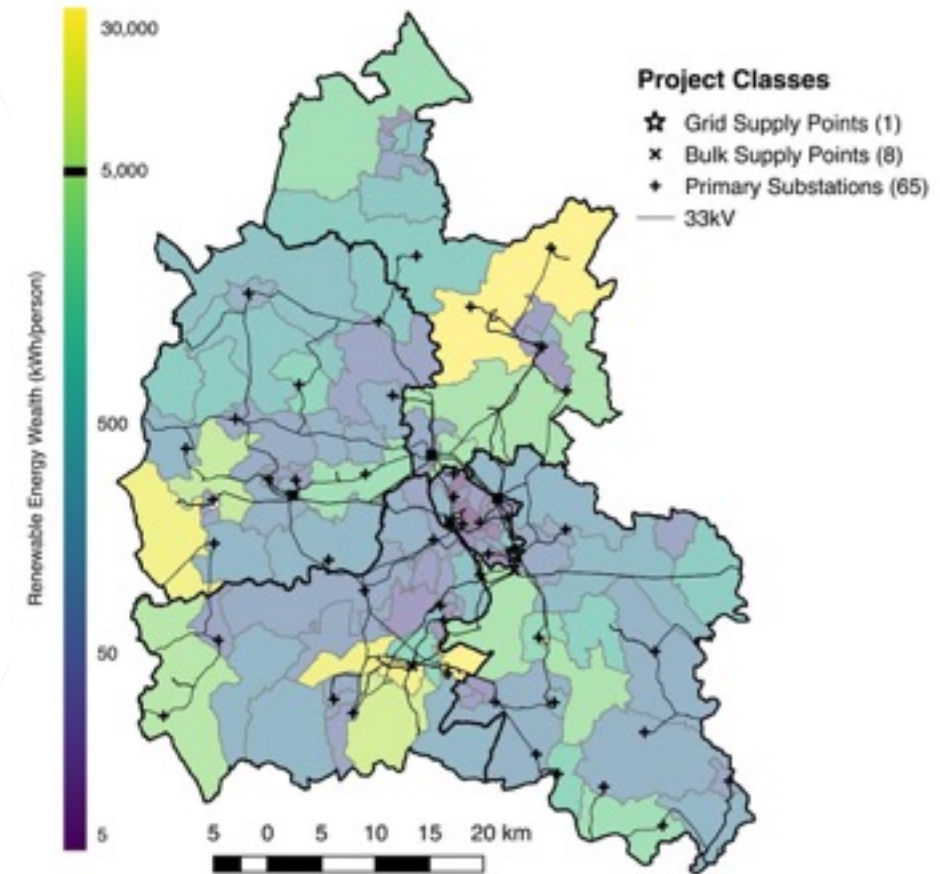 30,000
5,000
500
50
5
Renewable Energy Wealth (kWh/person)
Project Classes
Grid Supply Points (1)
Bulk Supply Points (8)
Primary Substations (65)
33kV
5 0 5 10 15 20 km